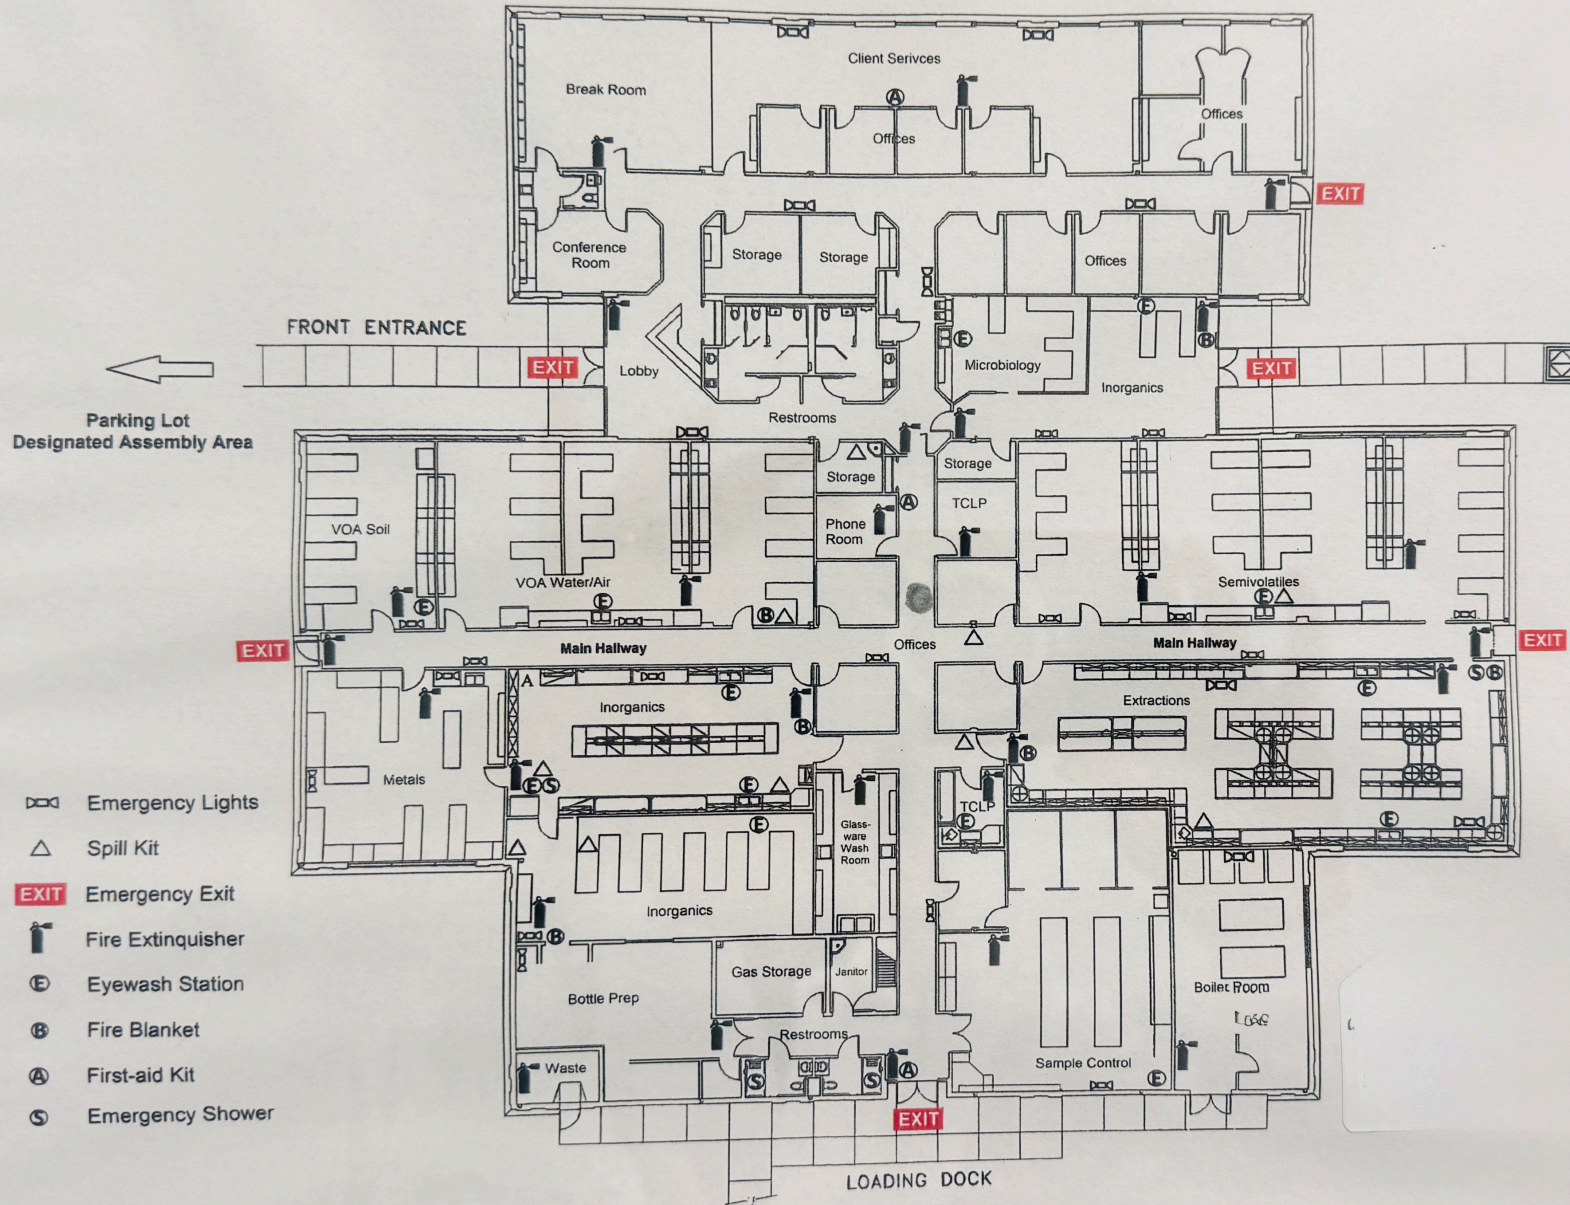 Client Serivces
Break Room
Offices
Offices
EXIT
Conference
Room
Storage
Storage
Offices
FRONT ENTRANCE
EXIT
Lobby
Microbiology
Inorganics
EXIT
Restrooms
Parking Lot
Designated Assembly Area
Storage
Storage
TCLP
A
A
VOA Soil
Phone
Room
VOA Water/Air
Semivolatiles
E
E
E
E
E
B
B
EXIT
Main Hallway
Offices
Main Hallway
EXIT
A
E
Inorganics
Extractions
E
S B
B
B
Metals
E S
E
TCLP
E
E
E
Glass-
ware
Wash
Room
Inorganics
B
Emergency Lights
Spill Kit
EXIT Emergency Exit
Fire Extinguisher
E Eyewash Station
B Fire Blanket
A First-aid Kit
S Emergency Shower
Gas Storage
Janitor
Bottle Prep
Boiler Room
Restrooms
Waste
S
S
A
Sample Control
E
EXIT
LOADING DOCK